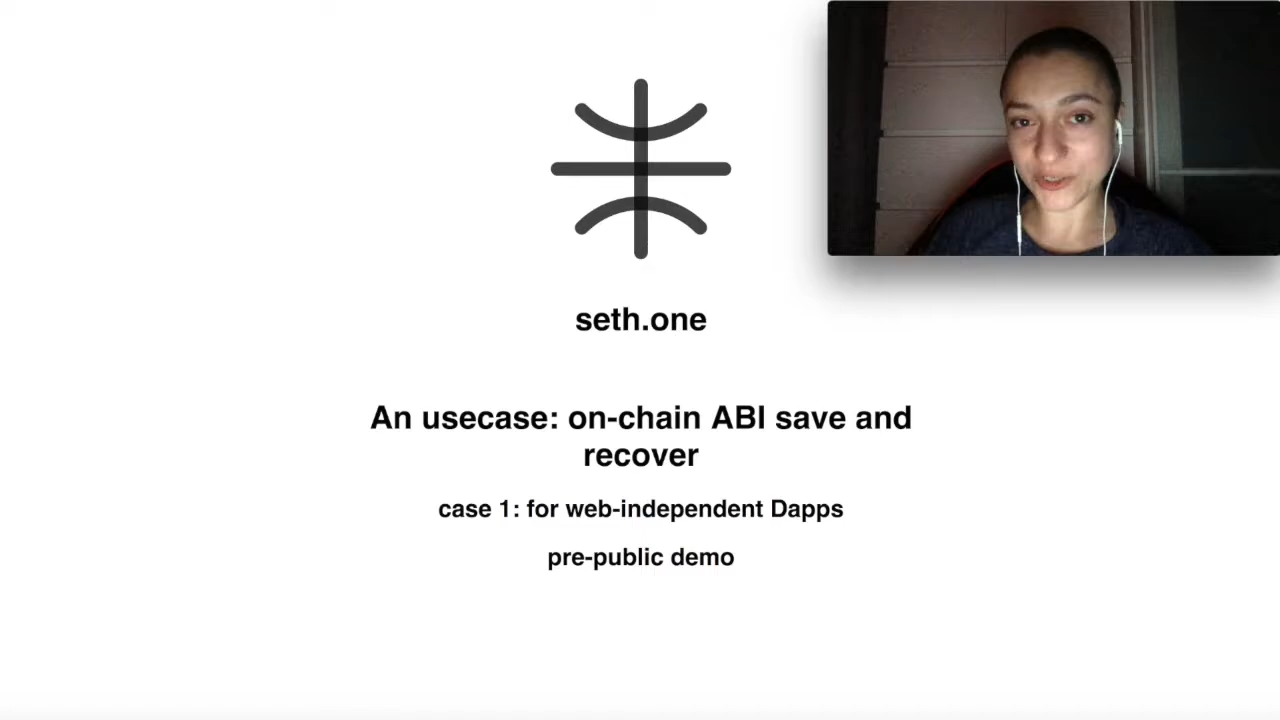 seth.one
An usecase: on-chain ABI save and
recover
case 1: for web-independent Dapps
pre-public demo